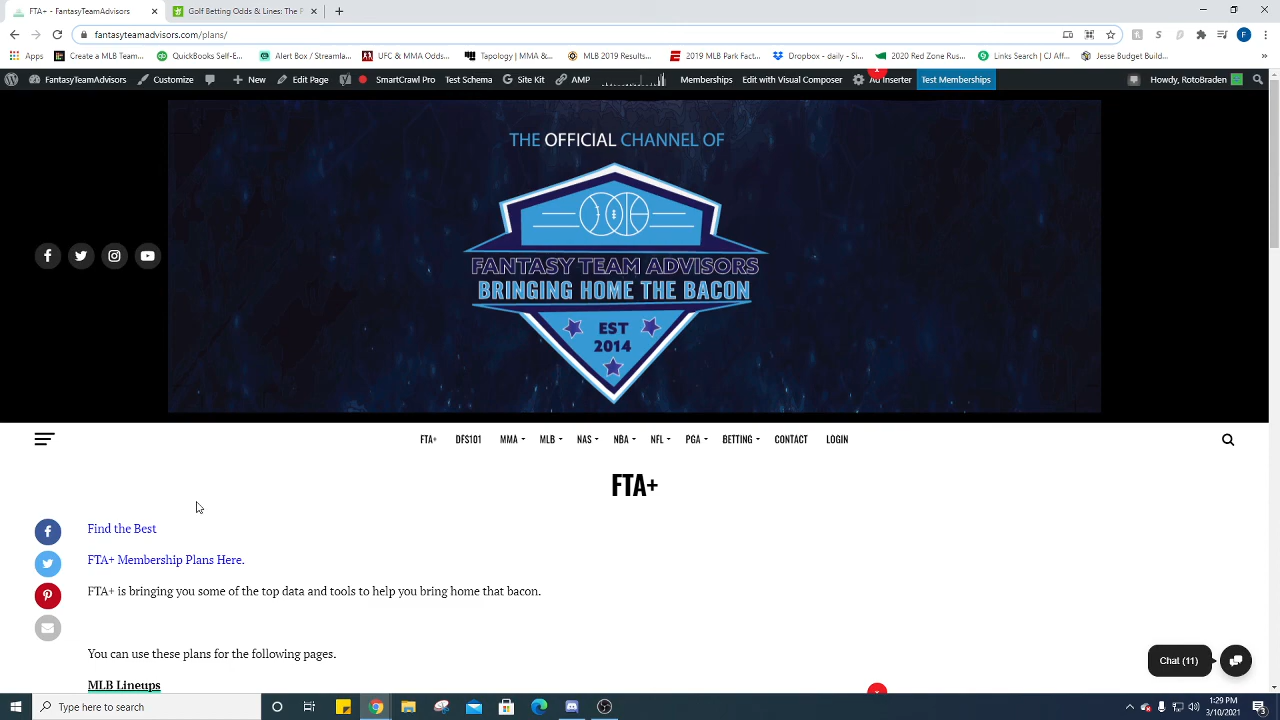 FTA+ - Fantasy Team Advisors
Golf Betting Odds & Lines: The P
fantasyteamadvisors.com/plans/
Apps
Create a MLB Team...
QuickBooks Self-E...
Alert Box / Streamla...
UFC & MMA Odds...
Tapology | MMA...
MLB 2019 Results...
2019 MLB Park Fact...
Dropbox - daily - S...
2020 Red Zone Rus...
Links Search | CJ Aff...
Google Search Co...
FantasyTeamAdvisors
Customize
New
Edit Page
SmartCrawl Pro
Test Schema
Site Kit
AMP
Memberships
Edit with Visual Composer
Ad Inserter
Test Memberships
Howdy, RotoBraden
THE OFFICIAL CHANNEL OF
FANTASY TEAM ADVISORS
BRINGING HOME THE BACON
EST
2014
FTA+ DFS101 MMA MLB NAS NBA NFL PGA BETTING CONTACT LOGIN
FTA+
Find the Best
FTA+ Membership Plans Here.
FTA+ is bringing you some of the top data and tools to help you bring home that bacon.
You can use these plans for the following pages.
MLB Lineups
Chat (11)
Type here to search
1:29 PM
3/10/2021